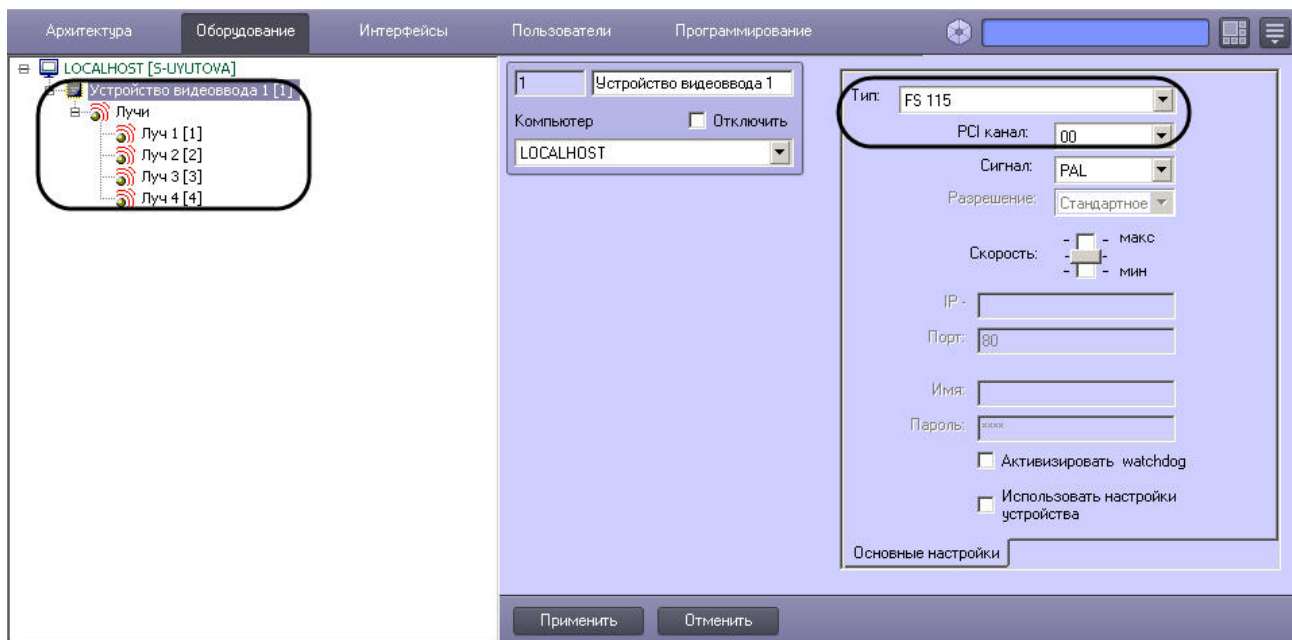 Архитектура Оборудование Интерфейсы Пользователи Программирование
LOCALHOST [S-UYUTOVA]
Устройство видеоввода 1 [1]
Лучи
Луч 1 [1]
Луч 2 [2]
Луч 3 [3]
Луч 4 [4]
1 Устройство видеоввода 1
Компьютер Отключить
LOCALHOST
Тип: FS 115
PCI канал: 00
Сигнал: PAL
Разрешение: Стандартное
Скорость: - - макс
- -
- - мин
IP -
Порт: 80
Имя:
Пароль: ****
Активизировать watchdog
Использовать настройки
устройства
Основные настройки
Применить Отменить